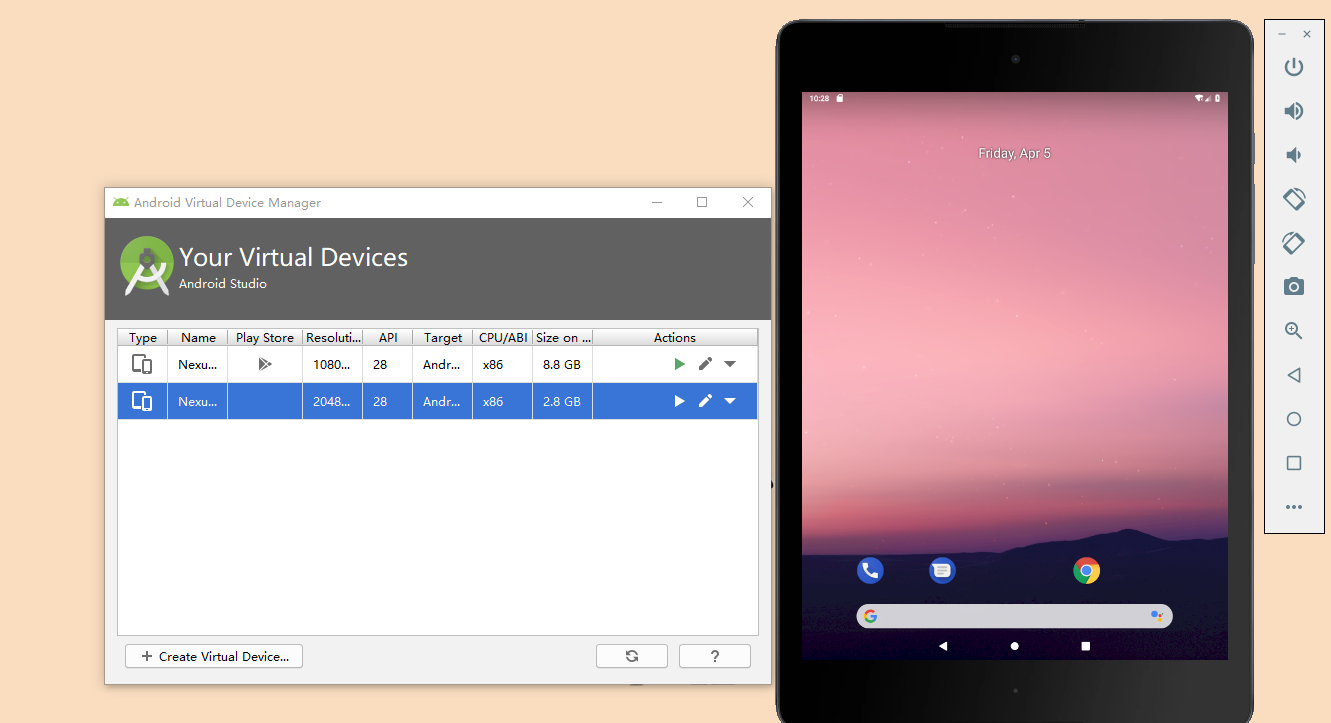 Android Virtual Device Manager
Your Virtual Devices
Android Studio
Type Name Play Store Resoluti... API Target CPU/ABI Size on ... Actions
Nexu... 1080... 28 Andr... x86 8.8 GB
Nexu... 2048... 28 Andr... x86 2.8 GB
+ Create Virtual Device...
?
10:28
Friday, Apr 5